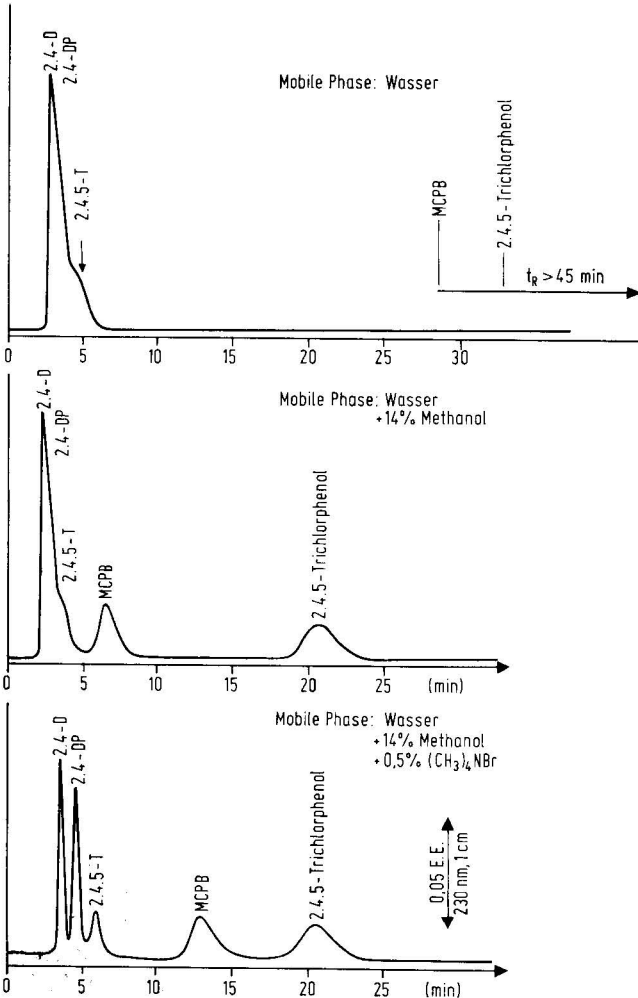 2.4-D
2.4-DP
2.4.5-T
Mobile Phase: Wasser
MCPB
2.4.5-Trichlorphenol
tR >45 min
0 5 10 15 20 25 30
2.4-D
2.4-DP
2.4.5-T
MCPB
2.4.5-Trichlorphenol
Mobile Phase: Wasser
+14% Methanol
0 5 10 15 20 25 (min)
2.4-D
2.4-DP
2.4.5-T
MCPB
2.4.5-Trichlorphenol
Mobile Phase: Wasser
+14% Methanol
+0,5% (CH3)4NBr
0,05 E.E.
230 nm, 1 cm
0 5 10 15 20 25 (min)